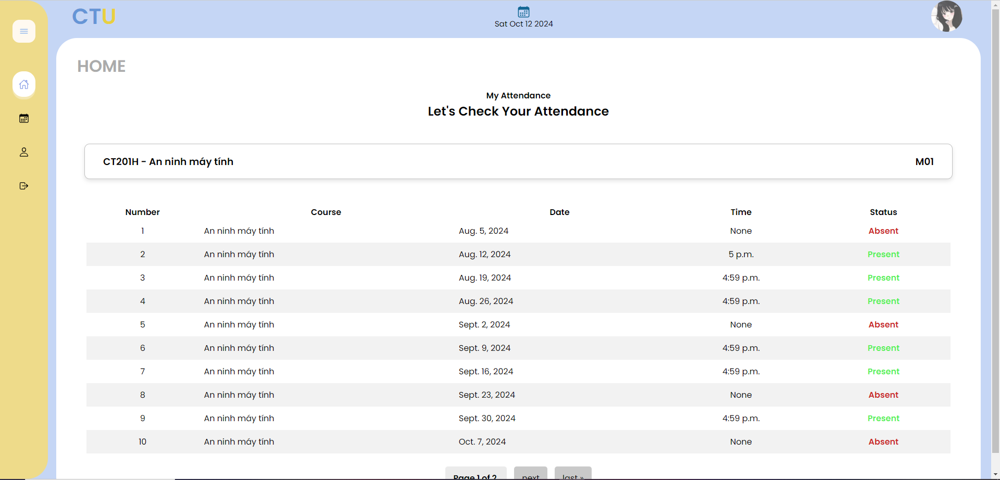 CTU
Sat Oct 12 2024
HOME
My Attendance
Let's Check Your Attendance
CT201H - An ninh máy tính M01
Number Course Date Time Status
1 An ninh máy tính Aug. 5, 2024 None Absent
2 An ninh máy tính Aug. 12, 2024 5 p.m. Present
3 An ninh máy tính Aug. 19, 2024 4:59 p.m. Present
4 An ninh máy tính Aug. 26, 2024 4:59 p.m. Present
5 An ninh máy tính Sept. 2, 2024 None Absent
6 An ninh máy tính Sept. 9, 2024 4:59 p.m. Present
7 An ninh máy tính Sept. 16, 2024 4:59 p.m. Present
8 An ninh máy tính Sept. 23, 2024 None Absent
9 An ninh máy tính Sept. 30, 2024 4:59 p.m. Present
10 An ninh máy tính Oct. 7, 2024 None Absent
Page 1 of 2 next last »